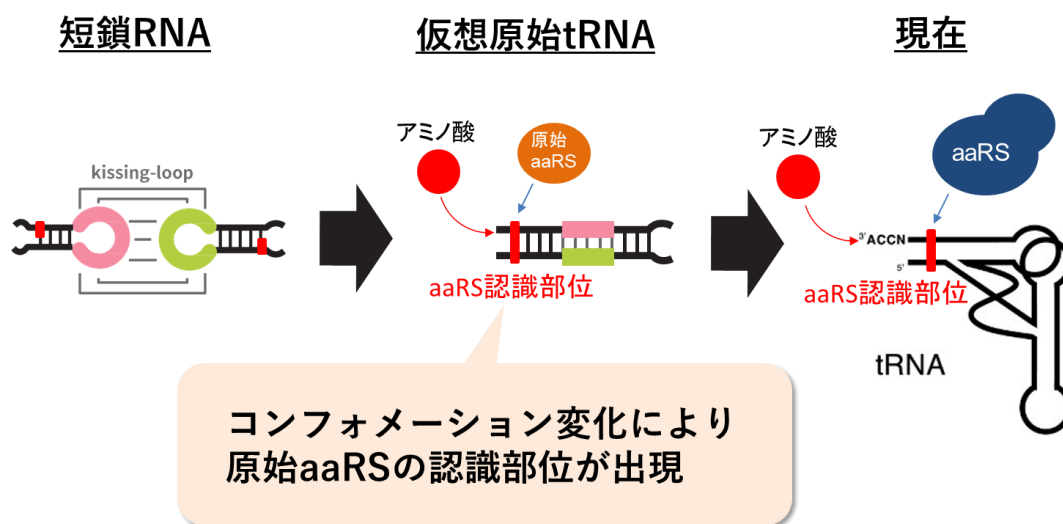 短鎖RNA
仮想原始tRNA
現在
kissing-loop
アミノ酸
原始
aaRS
aaRS認識部位
アミノ酸
aaRS
3'ACCN
5'
aaRS認識部位
tRNA
コンフォメーション変化により
原始aaRSの認識部位が出現